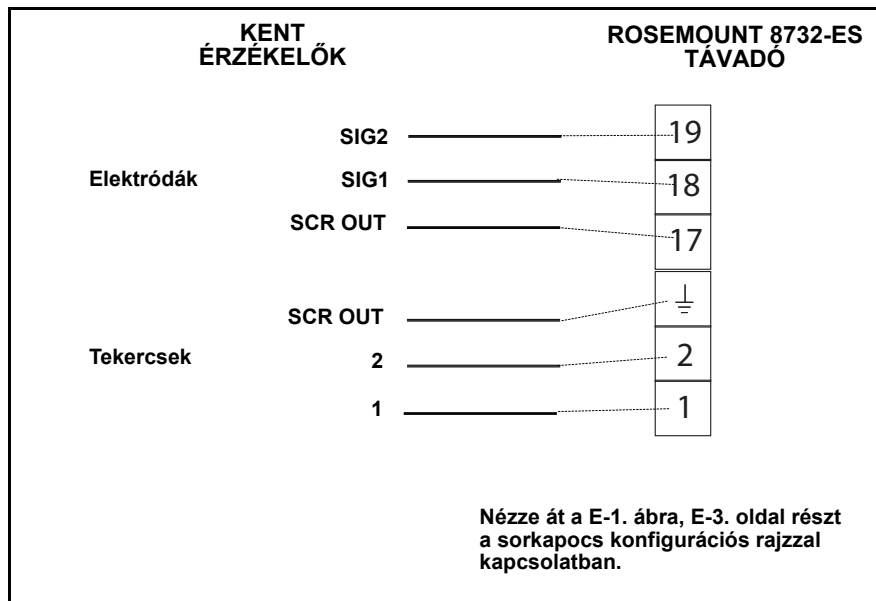 KENT
ÉRZÉKELŐK
ROSEMOUNT 8732-ES
TÁVADÓ
SIG2
19
Elektródák
SIG1
18
SCR OUT
17
SCR OUT
Tekercsek
2
2
1
1
Nézze át a E-1. ábra, E-3. oldal részt
a sorkapocs konfigurációs rajzzal
kapcsolatban.